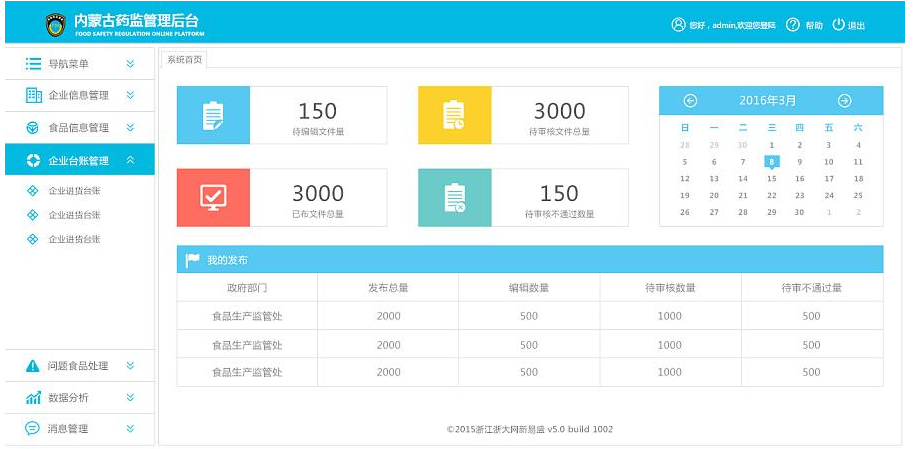 内蒙古药监管理后台
FOOD SARETY REGULATION ONLINE PLATFORM
您好，admin,欢迎您登陆 帮助 退出
导航菜单
企业信息管理
食品信息管理
企业台账管理
企业进货台账
企业进货台账
企业进货台账
问题食品处理
数据分析
消息管理
系统首页
150
待编辑文件量
3000
待审核文件总量
3000
已布文件总量
150
待审核不通过数量
2016年3月
日 一 二 三 四 五 六
28 29 30 1 2 3 4
5 6 7 8 9 10 11
12 13 14 15 16 17 18
19 20 21 22 23 24 25
26 27 28 29 30 1 2
我的发布
政府部门 发布总量 编辑数量 待审核数量 待审不通过量
食品生产监管处 2000 500 1000 500
食品生产监管处 2000 500 1000 500
食品生产监管处 2000 500 1000 500
©2015浙江浙大网新易盛 v5.0 build 1002